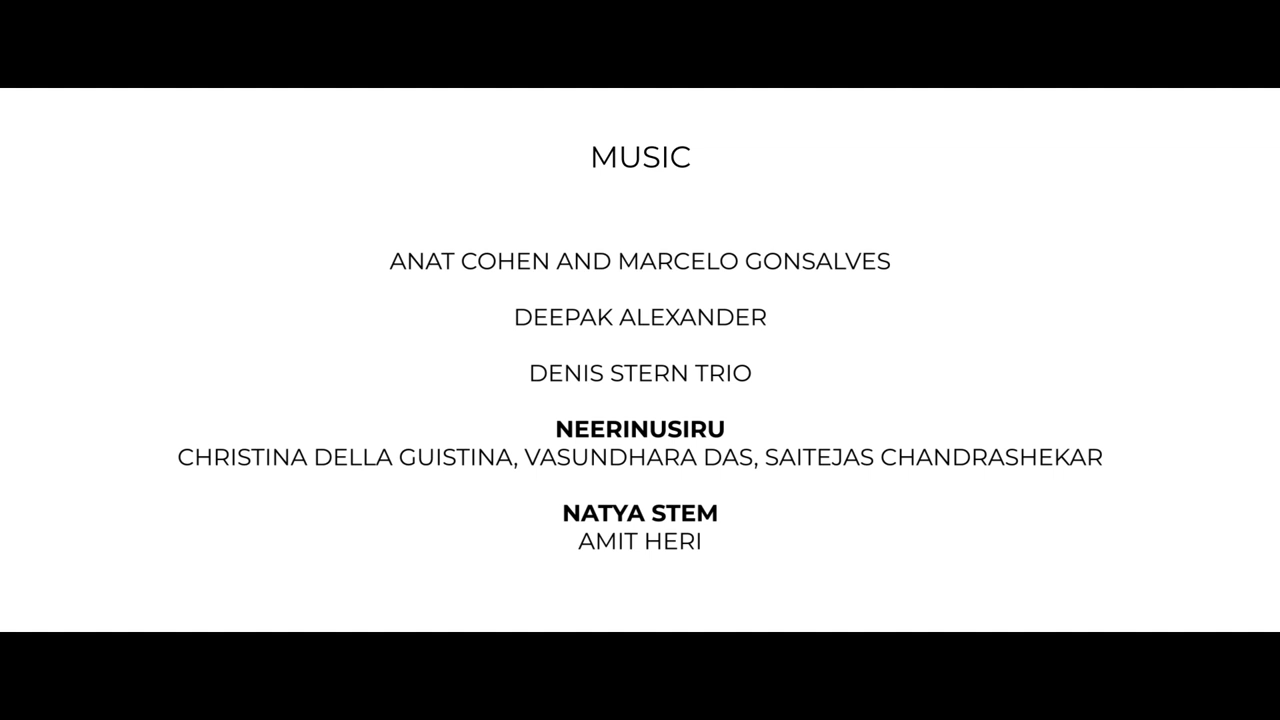 MUSIC
ANAT COHEN AND MARCELO GONSALVES
DEEPAK ALEXANDER
DENIS STERN TRIO
NEERINUSIRU
CHRISTINA DELLA GUISTINA, VASUNDHARA DAS, SAITEJAS CHANDRASHEKAR
NATYA STEM
AMIT HERI